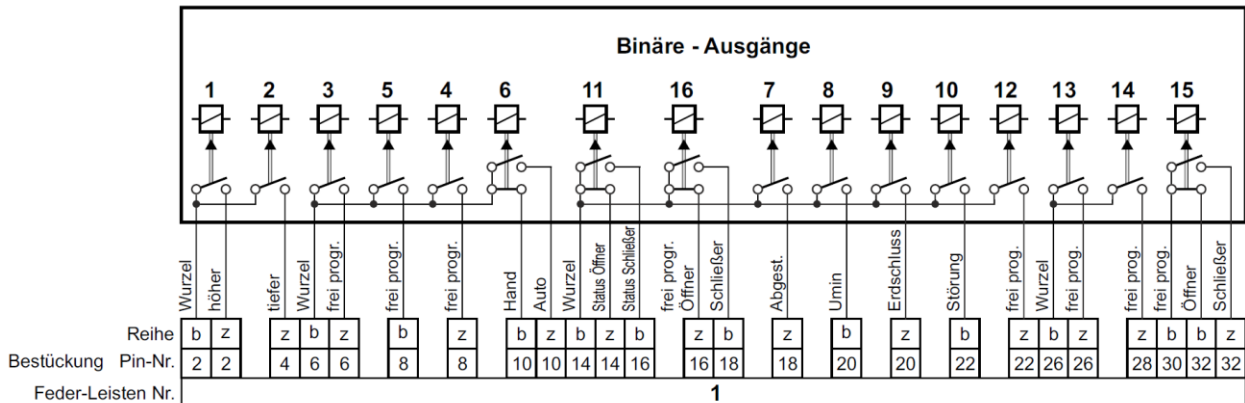 Binäre - Ausgänge
1 2 3 5 4 6 11 16 7 8 9 10 12 13 14 15
Wurzel
höher
tiefer
Wurzel
frei progr.
frei progr.
frei progr.
Hand
Auto
Wurzel
Status Öffner
Status Schließer
frei prog.
Öffner
Schließer
Abgest.
Umin
Erdschluss
Störung
frei prog.
Wurzel
frei prog.
frei prog.
frei prog.
Öffner
Schließer
Reihe b z z b z b z b z b z b z b z b z b z b z z b b z
Bestückung Pin-Nr. 2 2 4 6 6 8 8 10 10 14 14 16 16 18 18 20 20 22 22 26 26 28 30 32 32
Feder-Leisten Nr. 1